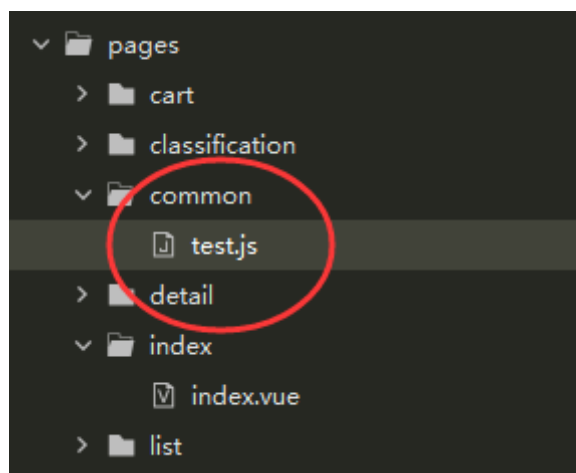 pages
cart
classification
common
test.js
detail
index
index.vue
list